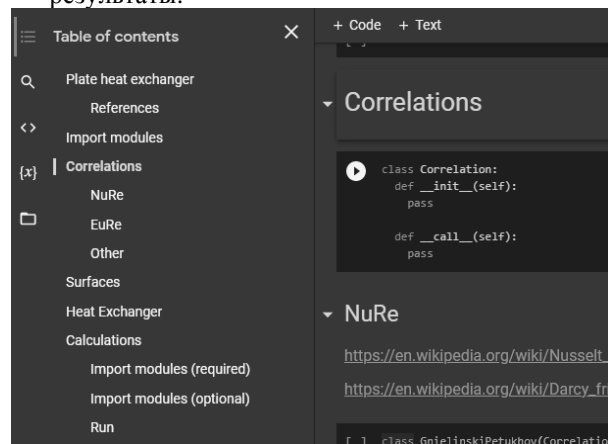 результаты.
Table of contents
Plate heat exchanger
References
Import modules
Correlations
NuRe
EuRe
Other
Surfaces
Heat Exchanger
Calculations
Import modules (required)
Import modules (optional)
Run
+ Code + Text
Correlations
class Correlation:
def __init__(self):
pass
def __call__(self):
pass
NuRe
https://en.wikipedia.org/wiki/Nusselt_
https://en.wikipedia.org/wiki/Darcy_fri
[ ] class GnielinskiPetukhov(Correlatio